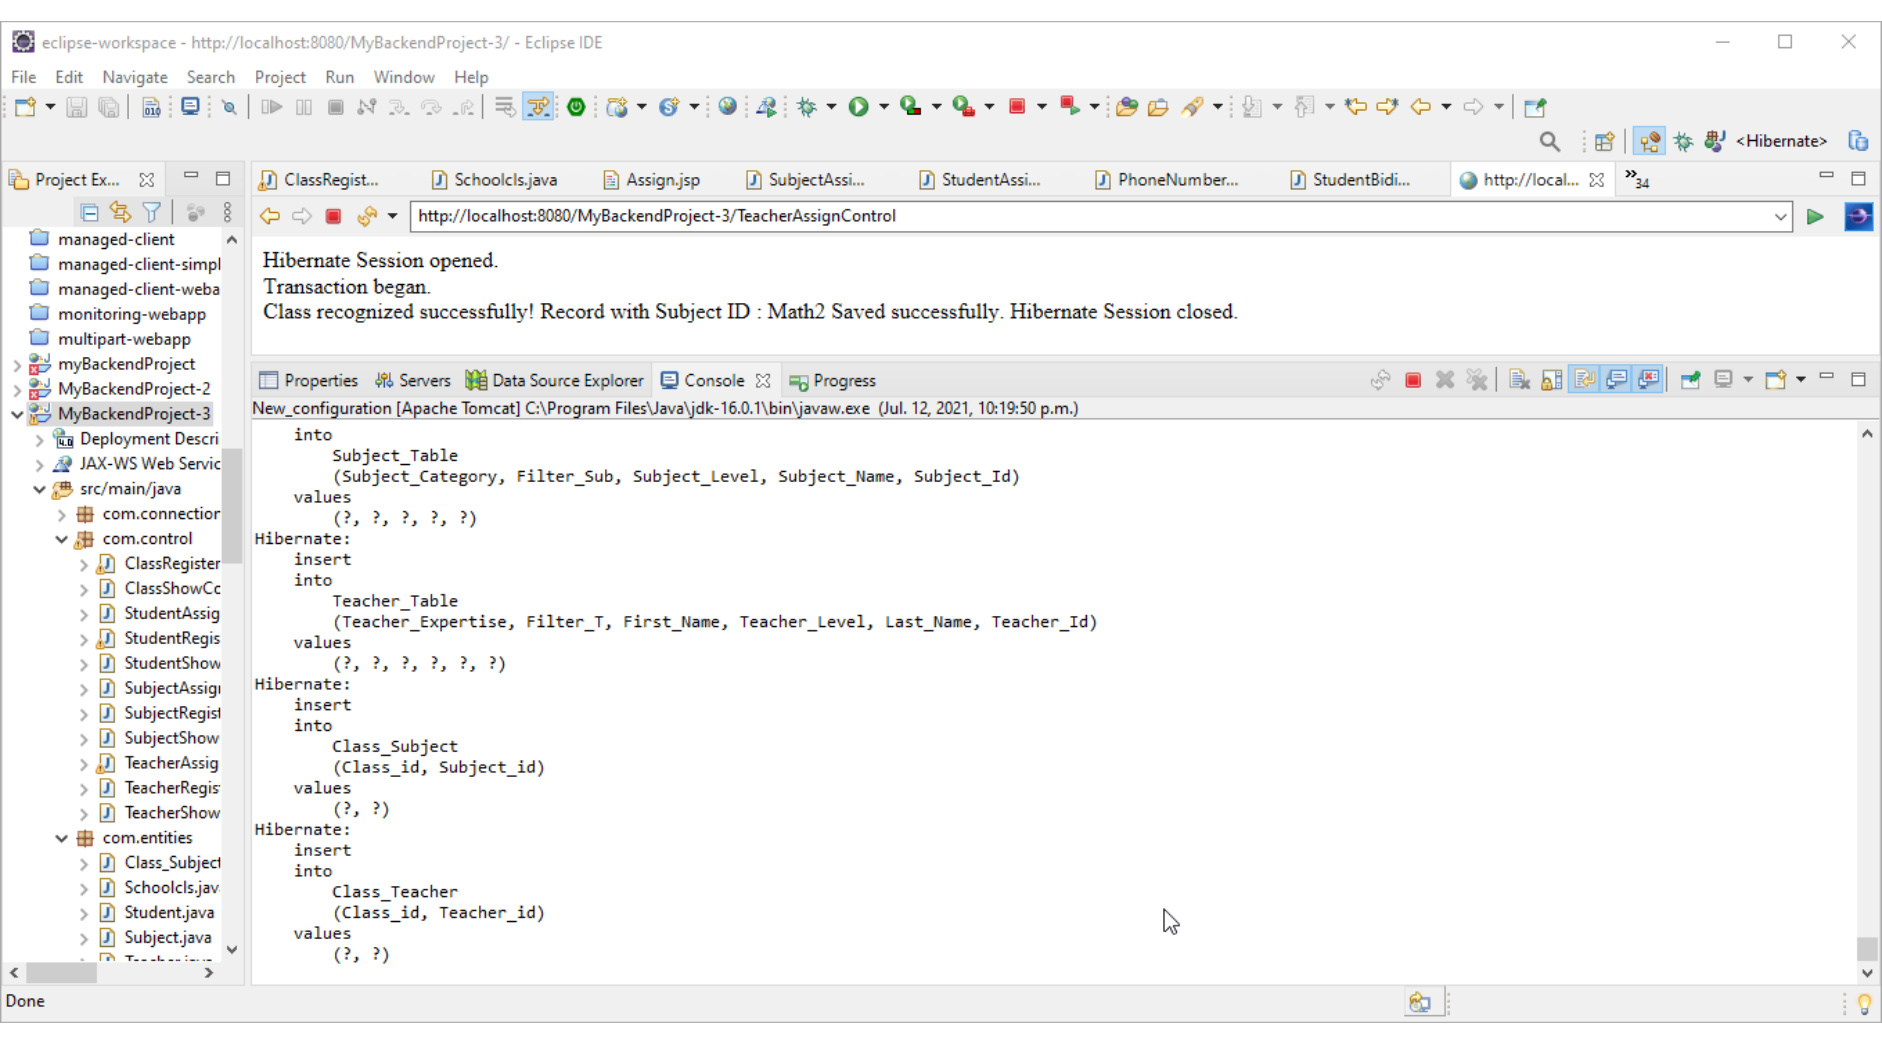 eclipse-workspace - http://localhost:8080/MyBackendProject-3/ - Eclipse IDE
File Edit Navigate Search Project Run Window Help
<Hibernate>
Project Ex...
ClassRegist... Schoolcls.java Assign.jsp SubjectAssi... StudentAssi... PhoneNumber... StudentBidi... http://local... »34
http://localhost:8080/MyBackendProject-3/TeacherAssignControl
managed-client
managed-client-simpl
managed-client-weba
monitoring-webapp
multipart-webapp
myBackendProject
MyBackendProject-2
MyBackendProject-3
Deployment Descri
JAX-WS Web Servic
src/main/java
com.connection
com.control
ClassRegister
ClassShowCo
StudentAssig
StudentRegis
StudentShow
SubjectAssig
SubjectRegist
SubjectShow
TeacherAssig
TeacherRegis
TeacherShow
com.entities
Class_Subject
Schoolcls.jav
Student.java
Subject.java
Hibernate Session opened.
Transaction began.
Class recognized successfully! Record with Subject ID : Math2 Saved successfully. Hibernate Session closed.
Properties Servers Data Source Explorer Console Progress
New_configuration [Apache Tomcat] C:\Program Files\Java\jdk-16.0.1\bin\javaw.exe (Jul. 12, 2021, 10:19:50 p.m.)
into
Subject_Table
(Subject_Category, Filter_Sub, Subject_Level, Subject_Name, Subject_Id)
values
(?, ?, ?, ?, ?)
Hibernate:
insert
into
Teacher_Table
(Teacher_Expertise, Filter_T, First_Name, Teacher_Level, Last_Name, Teacher_Id)
values
(?, ?, ?, ?, ?, ?)
Hibernate:
insert
into
Class_Subject
(Class_id, Subject_id)
values
(?, ?)
Hibernate:
insert
into
Class_Teacher
(Class_id, Teacher_id)
values
(?, ?)
Done